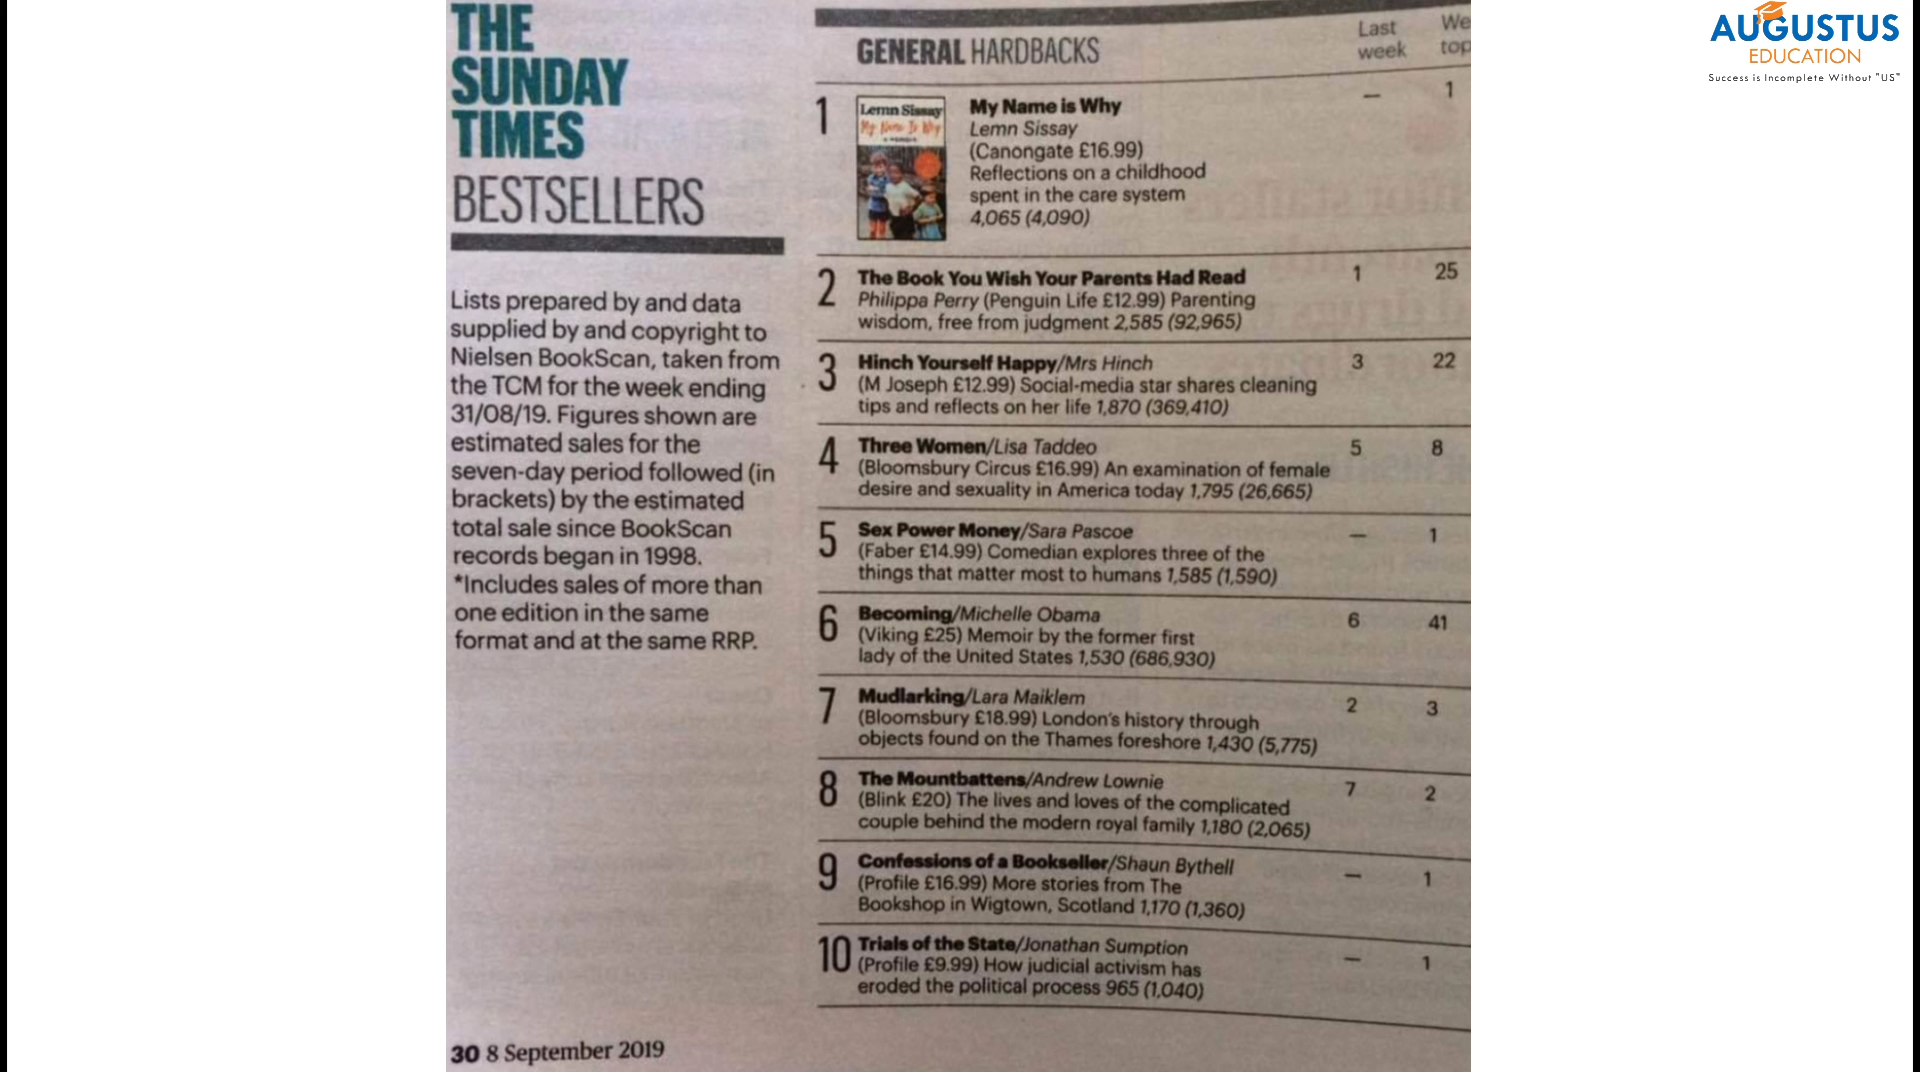 THE
SUNDAY
TIMES
BESTSELLERS
Lists prepared by and data
supplied by and copyright to
Nielsen BookScan, taken from
the TCM for the week ending
31/08/19. Figures shown are
estimated sales for the
seven-day period followed (in
brackets) by the estimated
total sale since BookScan
records began in 1998.
*Includes sales of more than
one edition in the same
format and at the same RRP.
30 8 September 2019
GENERAL HARDBACKS
Last week
We top
1
Lemn Sissay
My Name Is Why
My Name is Why
Lemn Sissay
(Canongate £16.99)
Reflections on a childhood
spent in the care system
4,065 (4,090)
— 1
2 The Book You Wish Your Parents Had Read 1 25
Philippa Perry (Penguin Life £12.99) Parenting
wisdom, free from judgment 2,585 (92,965)
3 Hinch Yourself Happy/Mrs Hinch 3 22
(M Joseph £12.99) Social-media star shares cleaning
tips and reflects on her life 1,870 (369,410)
4 Three Women/Lisa Taddeo 5 8
(Bloomsbury Circus £16.99) An examination of female
desire and sexuality in America today 1,795 (26,665)
5 Sex Power Money/Sara Pascoe — 1
(Faber £14.99) Comedian explores three of the
things that matter most to humans 1,585 (1,590)
6 Becoming/Michelle Obama 6 41
(Viking £25) Memoir by the former first
lady of the United States 1,530 (686,930)
7 Mudlarking/Lara Maiklem 2 3
(Bloomsbury £18.99) London's history through
objects found on the Thames foreshore 1,430 (5,775)
8 The Mountbattens/Andrew Lownie 7 2
(Blink £20) The lives and loves of the complicated
couple behind the modern royal family 1,180 (2,065)
9 Confessions of a Bookseller/Shaun Bythell — 1
(Profile £16.99) More stories from The
Bookshop in Wigtown, Scotland 1,170 (1,360)
10 Trials of the State/Jonathan Sumption — 1
(Profile £9.99) How judicial activism has
eroded the political process 965 (1,040)
AUGUSTUS
EDUCATION
Success is Incomplete Without "US"